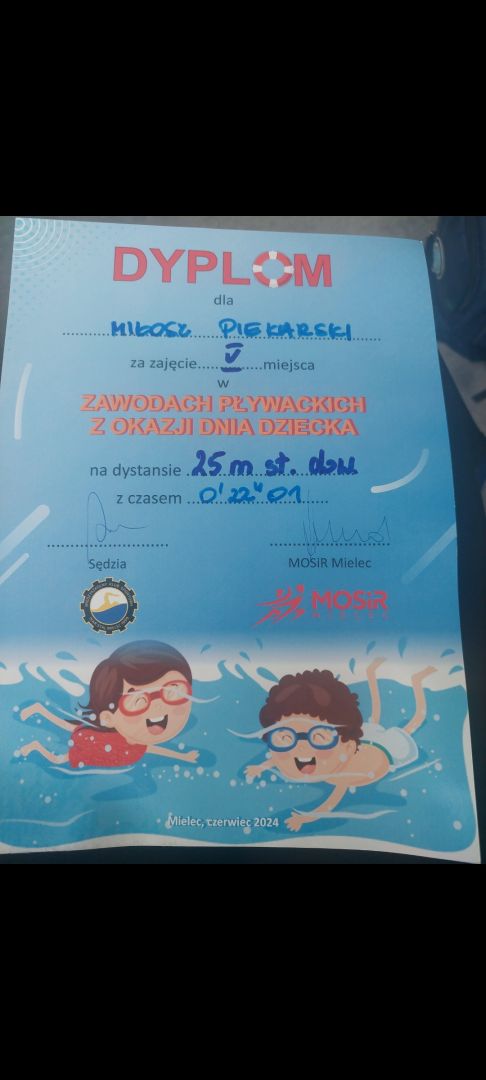 DYPLOM
dla
MIŁOSZ PIEKARSKI
za zajęcie......V......miejsca
w
ZAWODACH PŁYWACKICH
Z OKAZJI DNIA DZIECKA
na dystansie 25 m st. dow.
z czasem 0'22"01
Sędzia
MOSiR Mielec
MOSiR
MIELEC
Mielec, czerwiec 2024